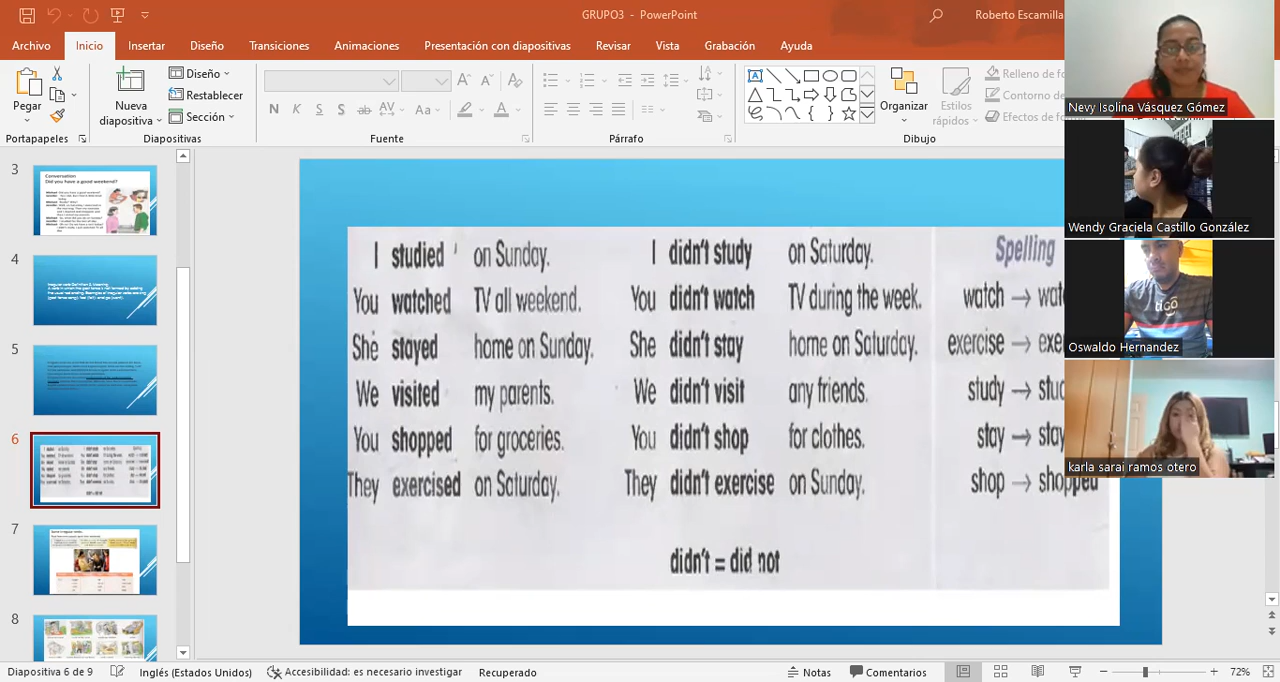 GRUPO3 - PowerPoint
Roberto Escamilla
Archivo Inicio Insertar Diseño Transiciones Animaciones Presentación con diapositivas Revisar Vista Grabación Ayuda
Pegar
Nueva diapositiva
Diseño
Restablecer
Sección
Organizar
Estilos rápidos
Relleno de
Contorno de
Efectos de
Portapapeles Diapositivas Fuente Párrafo Dibujo
Nevy Isolina Vásquez Gómez
Wendy Graciela Castillo González
Oswaldo Hernandez
karla sarai ramos otero
3
Conversation
Did you have a good weekend?
4
5
6
7
8
I studied on Sunday. I didn't study on Saturday. Spelling
You watched TV all weekend. You didn't watch TV during the week. watch →
She stayed home on Sunday. She didn't stay home on Saturday. exercise →
We visited my parents. We didn't visit any friends. study →
You shopped for groceries. You didn't shop for clothes. stay →
They exercised on Saturday. They didn't exercise on Sunday. shop → shopped
didn't = did not
Diapositiva 6 de 9 Inglés (Estados Unidos) Accesibilidad: es necesario investigar Recuperado Notas Comentarios 72%